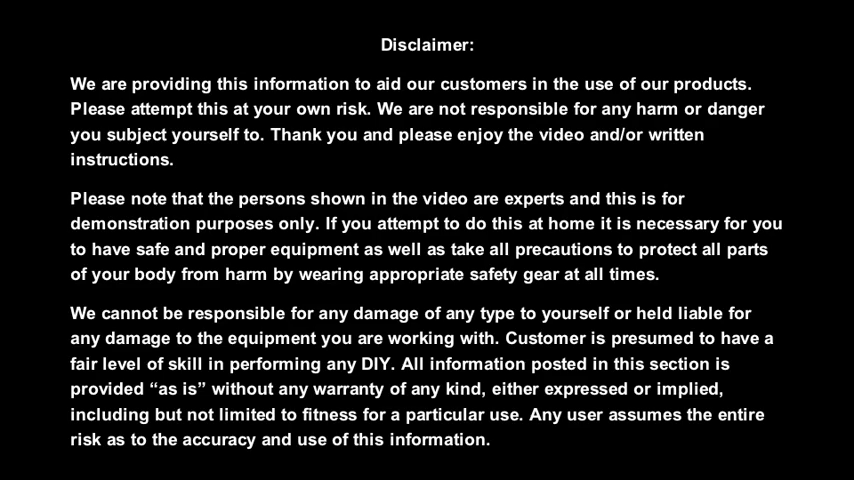 Disclaimer:
We are providing this information to aid our customers in the use of our products.
Please attempt this at your own risk. We are not responsible for any harm or danger
you subject yourself to. Thank you and please enjoy the video and/or written
instructions.
Please note that the persons shown in the video are experts and this is for
demonstration purposes only. If you attempt to do this at home it is necessary for you
to have safe and proper equipment as well as take all precautions to protect all parts
of your body from harm by wearing appropriate safety gear at all times.
We cannot be responsible for any damage of any type to yourself or held liable for
any damage to the equipment you are working with. Customer is presumed to have a
fair level of skill in performing any DIY. All information posted in this section is
provided “as is” without any warranty of any kind, either expressed or implied,
including but not limited to fitness for a particular use. Any user assumes the entire
risk as to the accuracy and use of this information.